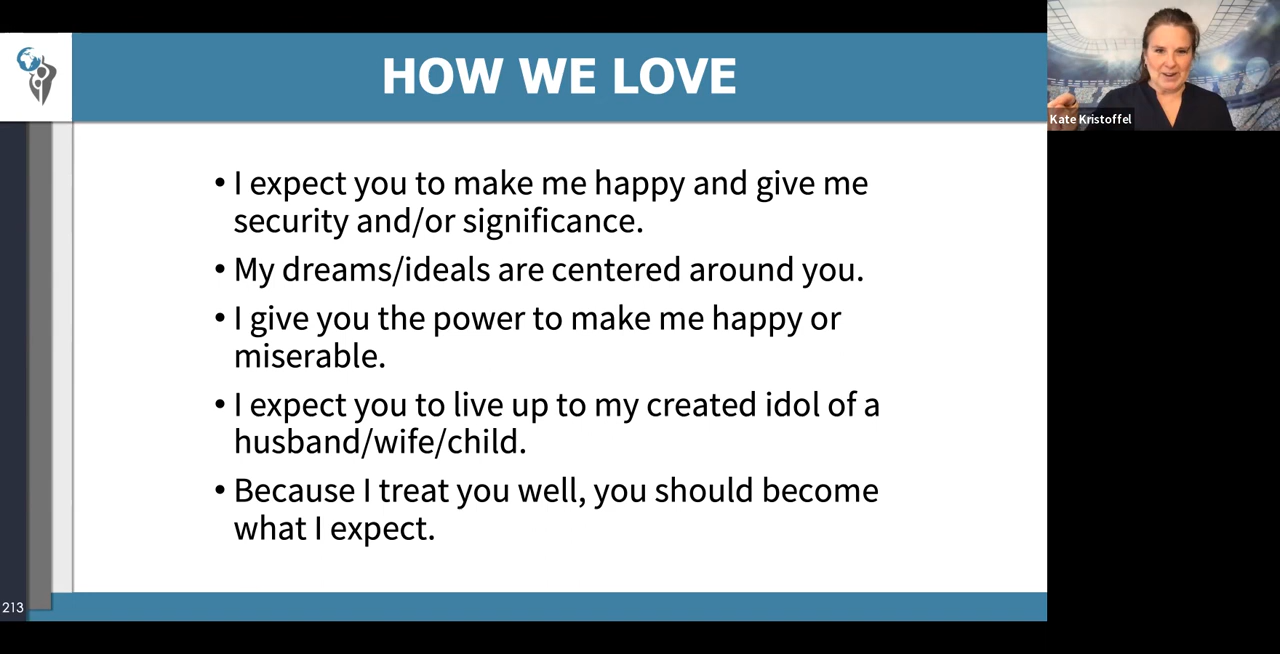 HOW WE LOVE
Kate Kristoffel
• I expect you to make me happy and give me
security and/or significance.
• My dreams/ideals are centered around you.
• I give you the power to make me happy or
miserable.
• I expect you to live up to my created idol of a
husband/wife/child.
• Because I treat you well, you should become
what I expect.
213